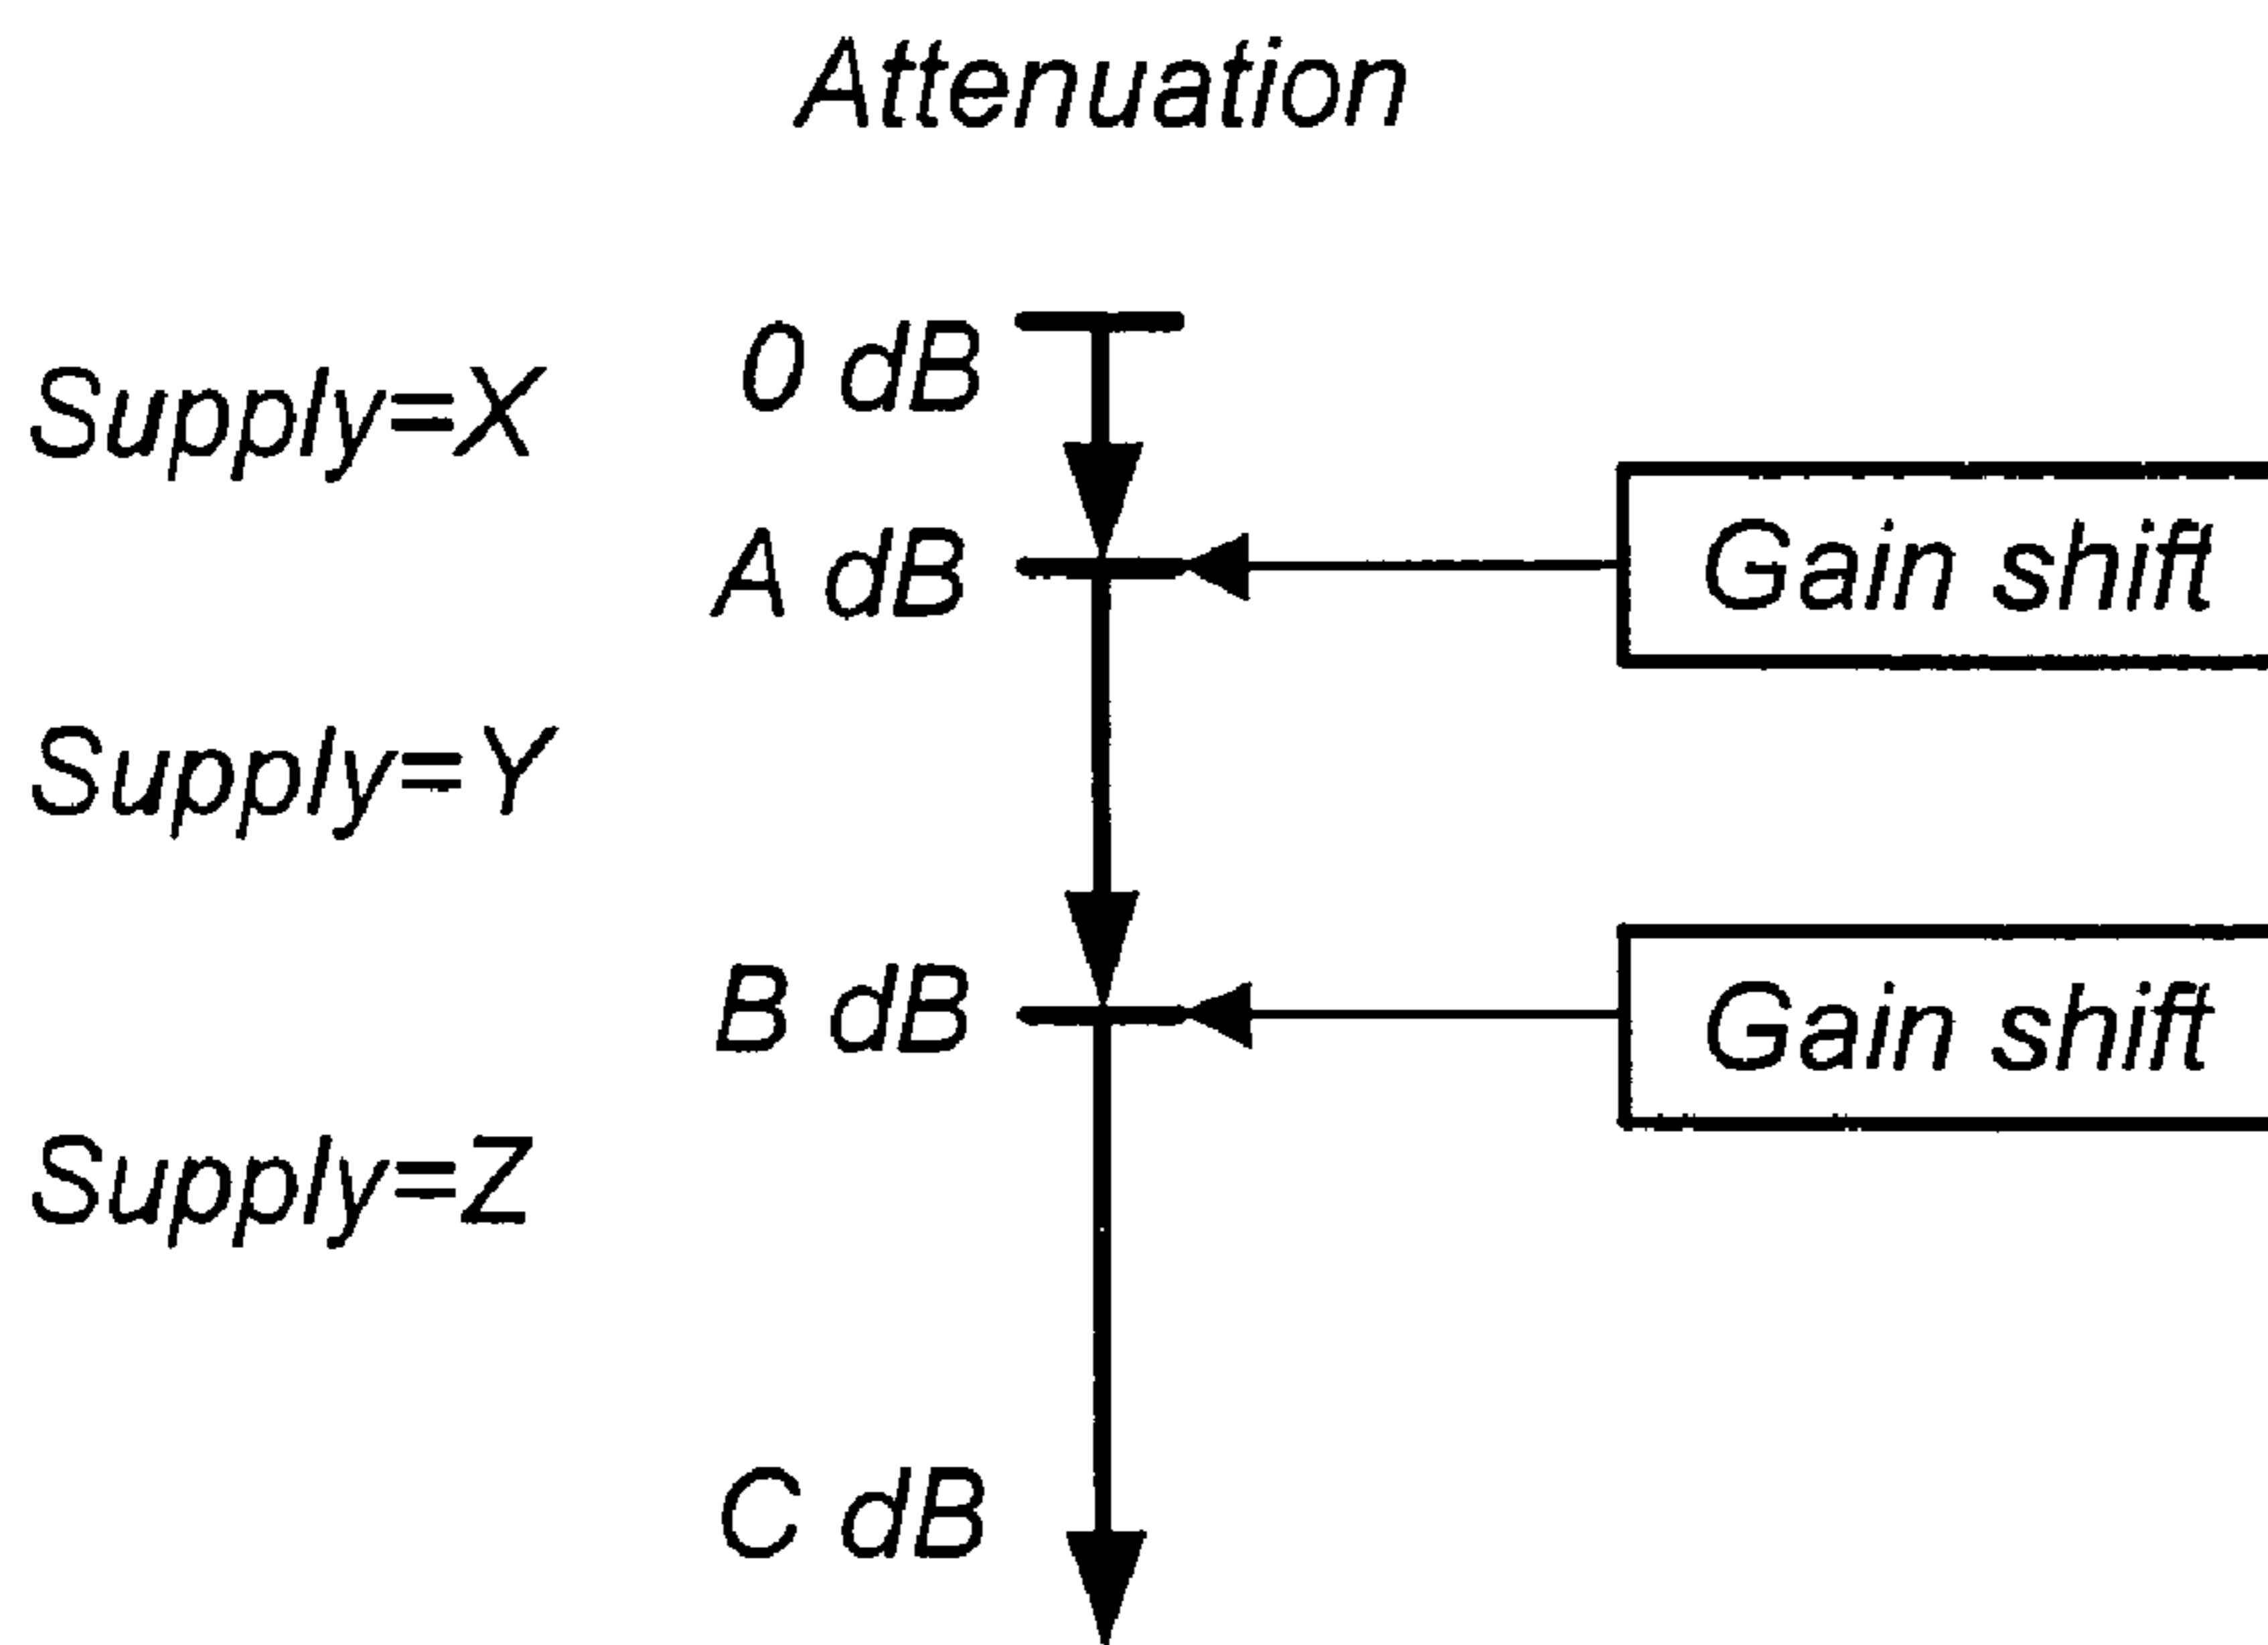 Attenuation
0 dB
Supply=X
A dB
Gain shift
Supply=Y
B dB
Gain shift
Supply=Z
C dB